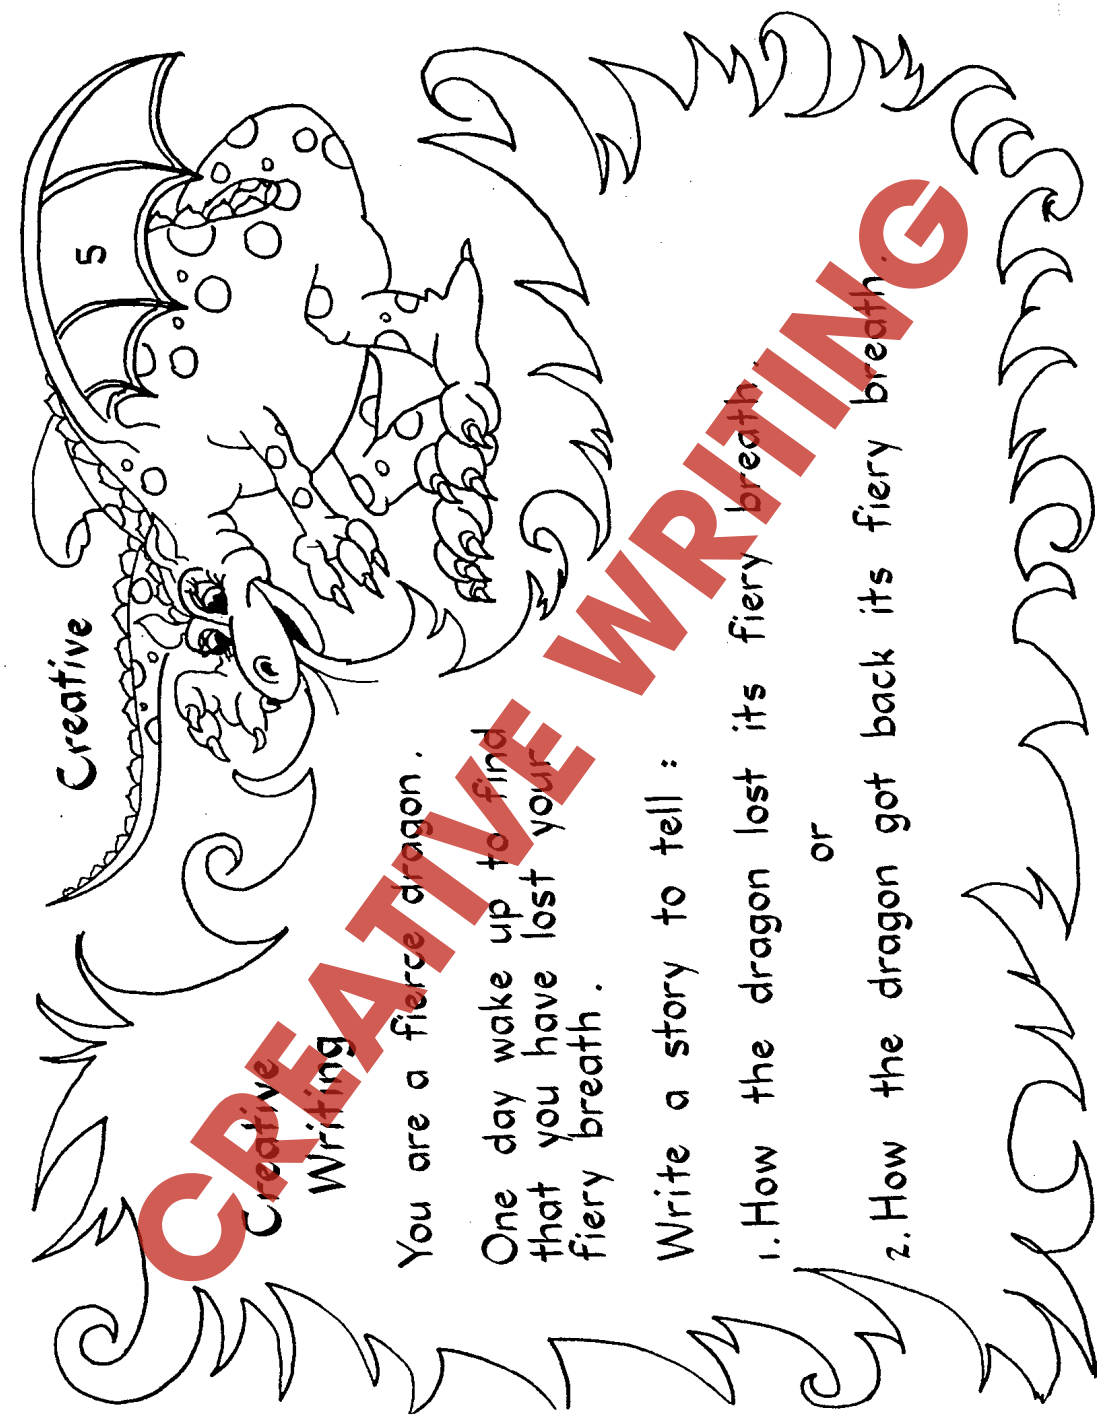 Creative
5
Creative
Writing
You are a fierce dragon.
One day wake up to find
that you have lost your
fiery breath.
Write a story to tell :
1. How the dragon lost its fiery breath.
or
2. How the dragon got back its fiery breath.
CREATIVE WRITING